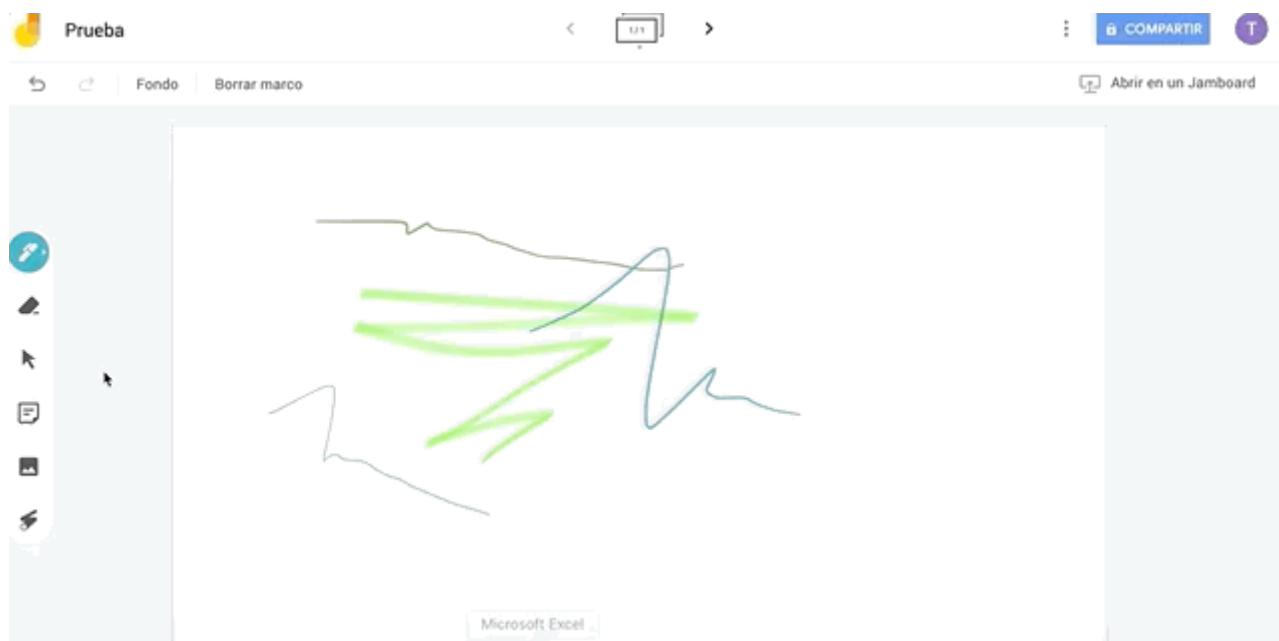 Prueba
1/1
COMPARTIR
T
Fondo
Borrar marco
Abrir en un Jamboard
Microsoft Excel